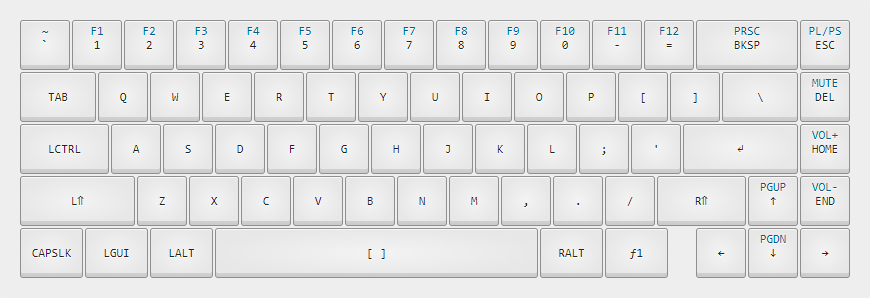 ~ F1 F2 F3 F4 F5 F6 F7 F8 F9 F10 F11 F12 PRSC PL/PS
` 1 2 3 4 5 6 7 8 9 0 - = BKSP ESC
MUTE
TAB Q W E R T Y U I O P [ ] \ DEL
VOL+
LCTRL A S D F G H J K L ; ' ↲ HOME
PGUP VOL-
L⇑ Z X C V B N M , . / R⇑ ↑ END
PGDN
CAPSLK LGUI LALT [ ] RALT ƒ1 ← ↓ →